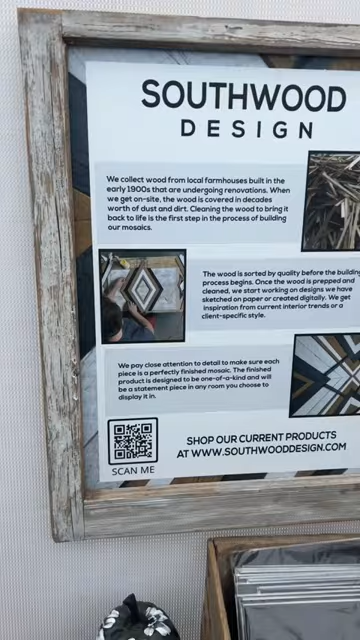 SOUTHWOOD
DESIGN
We collect wood from local farmhouses built in the
early 1900s that are undergoing renovations. When
we get on-site, the wood is covered in decades
worth of dust and dirt. Cleaning the wood to bring it
back to life is the first step in the process of building
our mosaics.
The wood is sorted by quality before the building
process begins. Once the wood is prepped and
cleaned, we start working on designs we have
sketched on paper or created digitally. We get
inspiration from current interior trends or a
client-specific style.
We pay close attention to detail to make sure each
piece is a perfectly finished mosaic. The finished
product is designed to be one-of-a-kind and will
be a statement piece in any room you choose to
display it in.
SCAN ME
SHOP OUR CURRENT PRODUCTS
AT WWW.SOUTHWOODDESIGN.COM